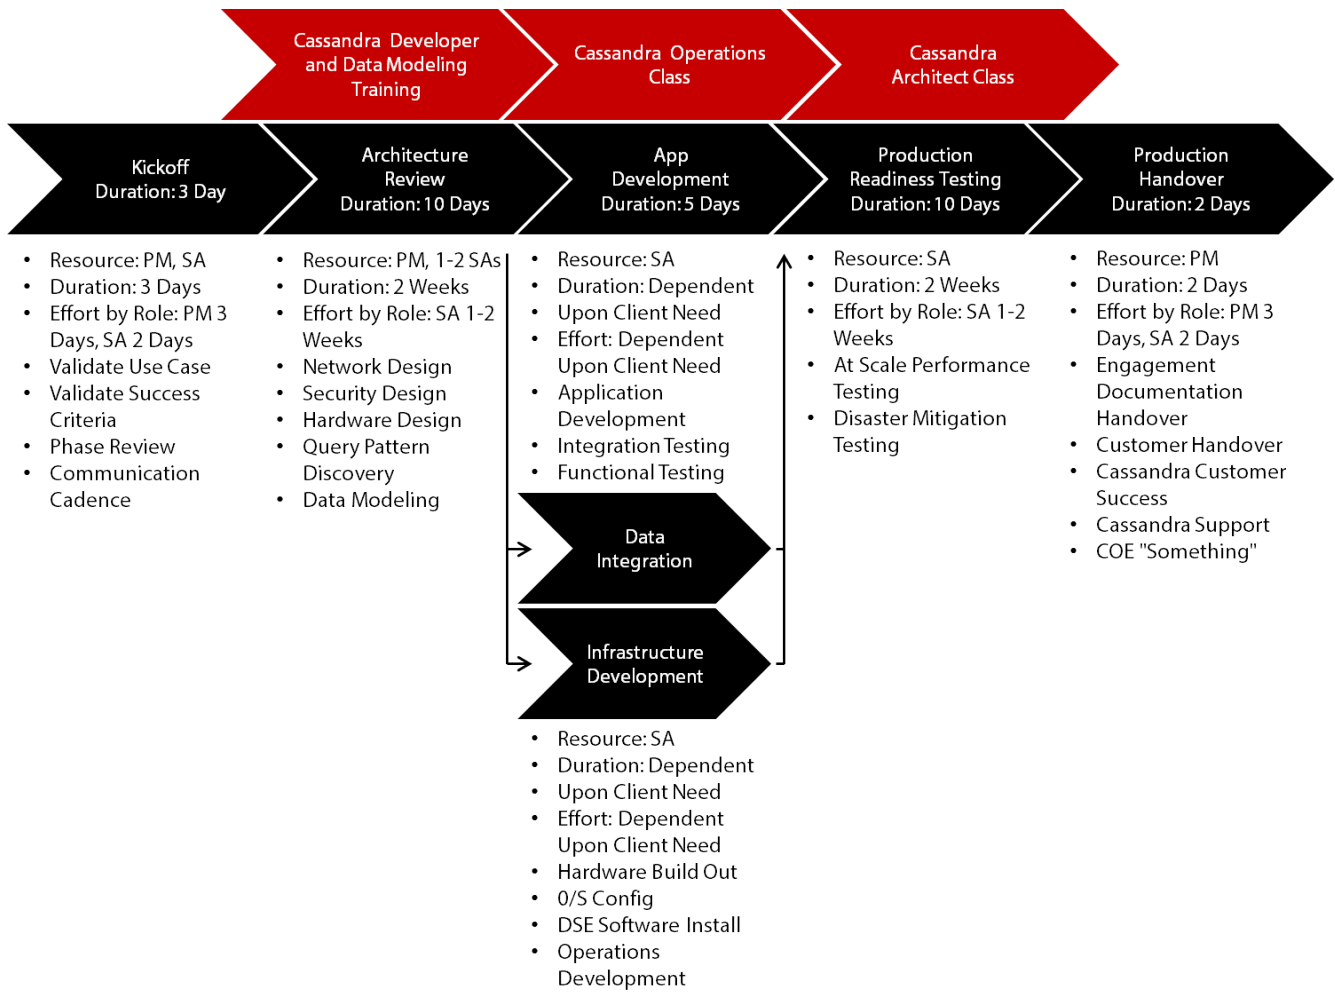 Cassandra Developer
and Data Modeling
Training
Cassandra Operations
Class
Cassandra
Architect Class
Kickoff
Duration: 3 Day
Architecture
Review
Duration: 10 Days
App
Development
Duration: 5 Days
Production
Readiness Testing
Duration: 10 Days
Production
Handover
Duration: 2 Days
• Resource: PM, SA
• Duration: 3 Days
• Effort by Role: PM 3
Days, SA 2 Days
• Validate Use Case
• Validate Success
Criteria
• Phase Review
• Communication
Cadence
• Resource: PM, 1-2 SAs
• Duration: 2 Weeks
• Effort by Role: SA 1-2
Weeks
• Network Design
• Security Design
• Hardware Design
• Query Pattern
Discovery
• Data Modeling
• Resource: SA
• Duration: Dependent
• Upon Client Need
• Effort: Dependent
Upon Client Need
• Application
Development
• Integration Testing
• Functional Testing
Data
Integration
Infrastructure
Development
• Resource: SA
• Duration: Dependent
• Upon Client Need
• Effort: Dependent
Upon Client Need
• Hardware Build Out
• 0/S Config
• DSE Software Install
• Operations
Development
• Resource: SA
• Duration: 2 Weeks
• Effort by Role: SA 1-2
Weeks
• At Scale Performance
Testing
• Disaster Mitigation
Testing
• Resource: PM
• Duration: 2 Days
• Effort by Role: PM 3
Days, SA 2 Days
• Engagement
Documentation
Handover
• Customer Handover
• Cassandra Customer
Success
• Cassandra Support
• COE "Something"